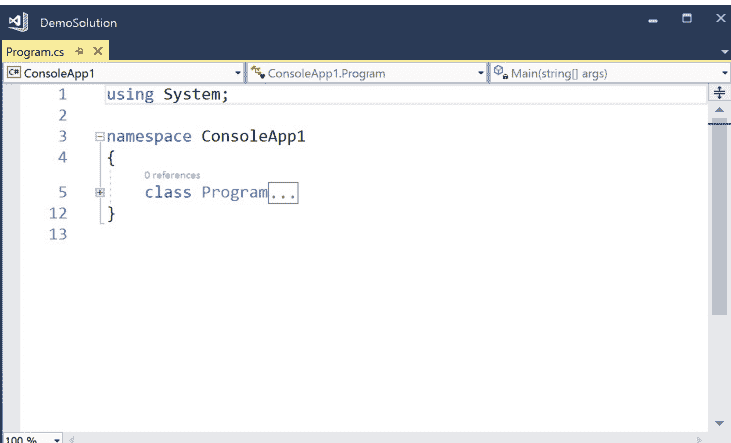 DemoSolution
Program.cs
C# ConsoleApp1 ConsoleApp1.Program Main(string[] args)
1 using System;
2
3 namespace ConsoleApp1
4 {
0 references
5 class Program...
12 }
13
100 %